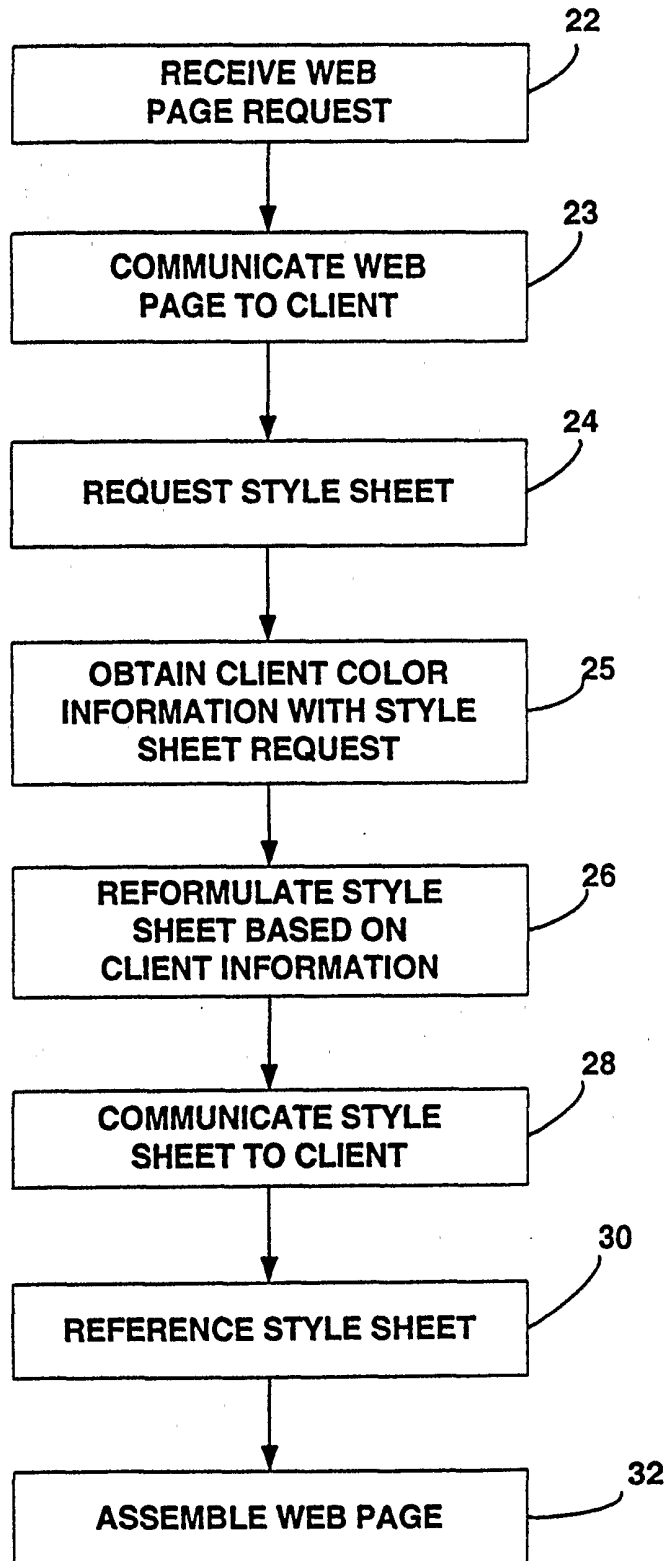 22
RECEIVE WEB
PAGE REQUEST
23
COMMUNICATE WEB
PAGE TO CLIENT
24
REQUEST STYLE SHEET
25
OBTAIN CLIENT COLOR
INFORMATION WITH STYLE
SHEET REQUEST
26
REFORMULATE STYLE
SHEET BASED ON
CLIENT INFORMATION
28
COMMUNICATE STYLE
SHEET TO CLIENT
30
REFERENCE STYLE SHEET
32
ASSEMBLE WEB PAGE